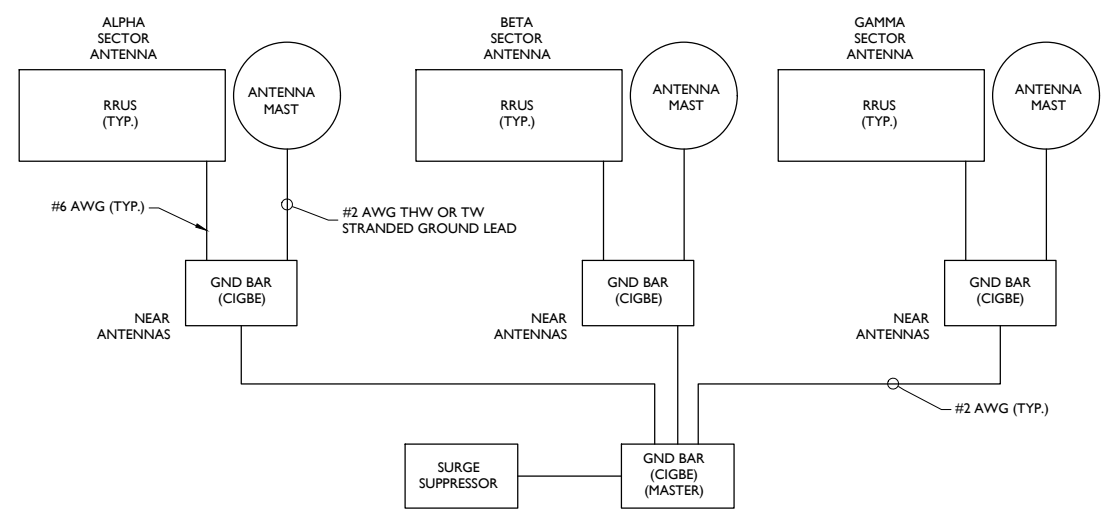 ALPHA
SECTOR
ANTENNA
BETA
SECTOR
ANTENNA
GAMMA
SECTOR
ANTENNA
RRUS
(TYP.)
ANTENNA
MAST
RRUS
(TYP.)
ANTENNA
MAST
RRUS
(TYP.)
ANTENNA
MAST
#6 AWG (TYP.)
#2 AWG THW OR TW
STRANDED GROUND LEAD
GND BAR
(CIGBE)
GND BAR
(CIGBE)
GND BAR
(CIGBE)
NEAR
ANTENNAS
NEAR
ANTENNAS
NEAR
ANTENNAS
#2 AWG (TYP.)
SURGE
SUPPRESSOR
GND BAR
(CIGBE)
(MASTER)